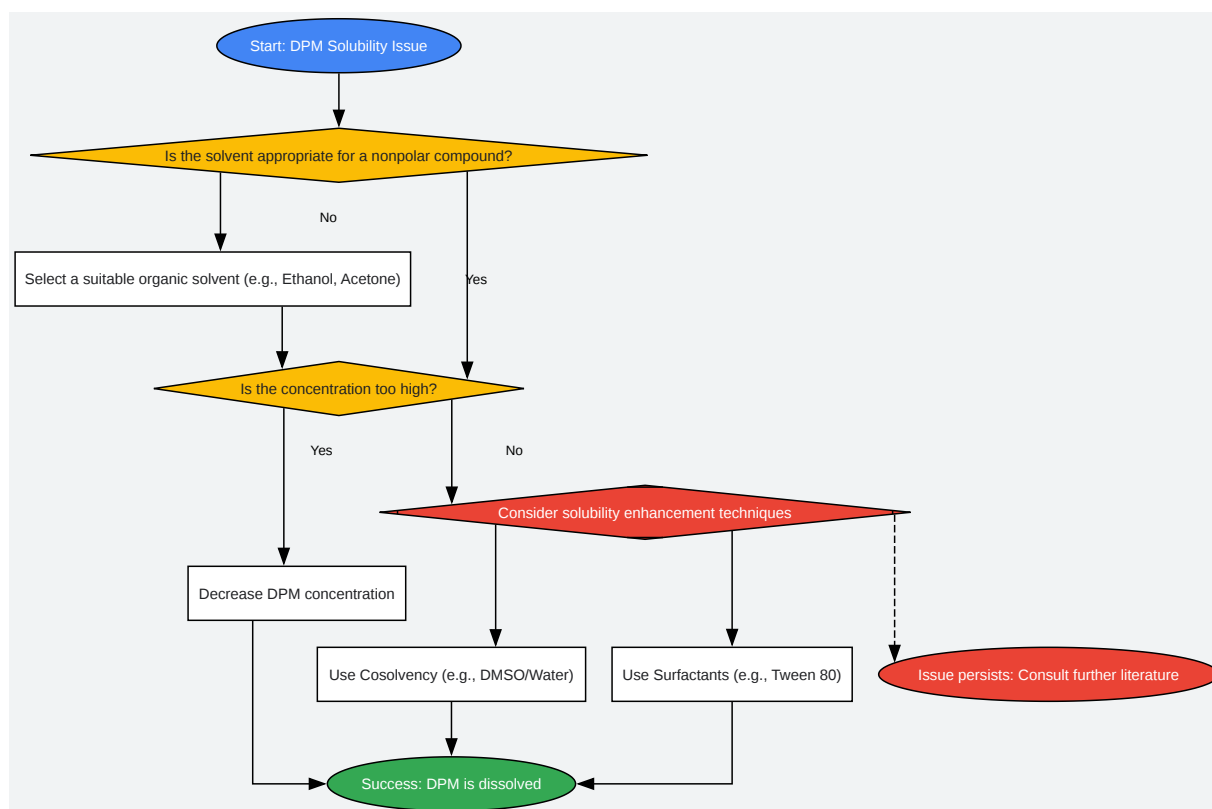 Start: DPM Solubility Issue
Is the solvent appropriate for a nonpolar compound?
No
Select a suitable organic solvent (e.g., Ethanol, Acetone)
Yes
Is the concentration too high?
Yes
No
Consider solubility enhancement techniques
Decrease DPM concentration
Use Cosolvency (e.g., DMSO/Water)
Use Surfactants (e.g., Tween 80)
Issue persists: Consult further literature
Success: DPM is dissolved